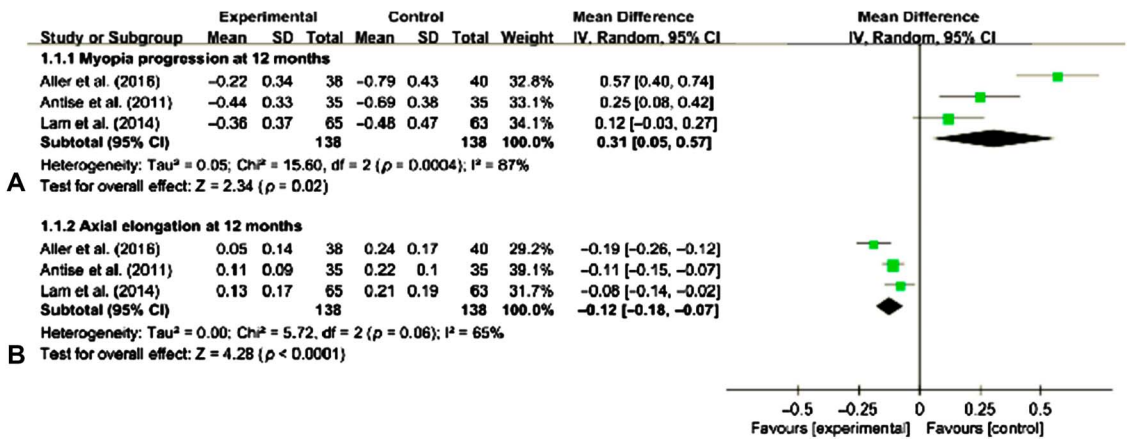 Experimental Control Mean Difference Mean Difference
Study or Subgroup Mean SD Total Mean SD Total Weight IV, Random, 95% CI IV, Random, 95% CI
1.1.1 Myopia progression at 12 months
Aller et al. (2016) –0.22 0.34 38 –0.79 0.43 40 32.8% 0.57 [0.40, 0.74]
Antise et al. (2011) –0.44 0.33 35 –0.69 0.38 35 33.1% 0.25 [0.08, 0.42]
Lam et al. (2014) –0.36 0.37 65 –0.48 0.47 63 34.1% 0.12 [–0.03, 0.27]
Subtotal (95% CI) 138 138 100.0% 0.31 [0.05, 0.57]
Heterogeneity: Tau² = 0.05; Chi² = 15.60, df = 2 (p = 0.0004); I² = 87%
A Test for overall effect: Z = 2.34 (p = 0.02)
1.1.2 Axial elongation at 12 months
Aller et al. (2016) 0.05 0.14 38 0.24 0.17 40 29.2% –0.19 [–0.26, –0.12]
Antise et al. (2011) 0.11 0.09 35 0.22 0.1 35 39.1% –0.11 [–0.15, –0.07]
Lam et al. (2014) 0.13 0.17 65 0.21 0.19 63 31.7% –0.08 [–0.14, –0.02]
Subtotal (95% CI) 138 138 100.0% –0.12 [–0.18, –0.07]
Heterogeneity: Tau² = 0.00; Chi² = 5.72, df = 2 (p = 0.06); I² = 65%
B Test for overall effect: Z = 4.28 (p < 0.0001)
–0.5 –0.25 0 0.25 0.5
Favours [experimental] Favours [control]